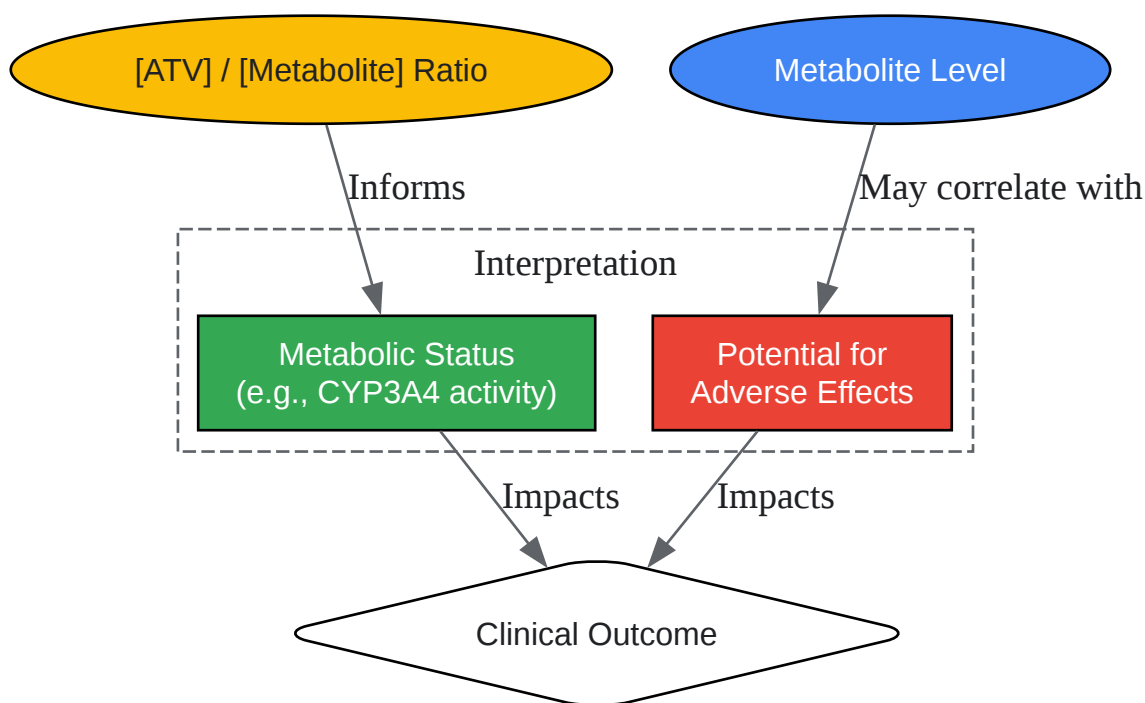 [ATV] / [Metabolite] Ratio
Metabolite Level
Informs
May correlate with
Interpretation
Metabolic Status
(e.g., CYP3A4 activity)
Potential for
Adverse Effects
Impacts
Impacts
Clinical Outcome